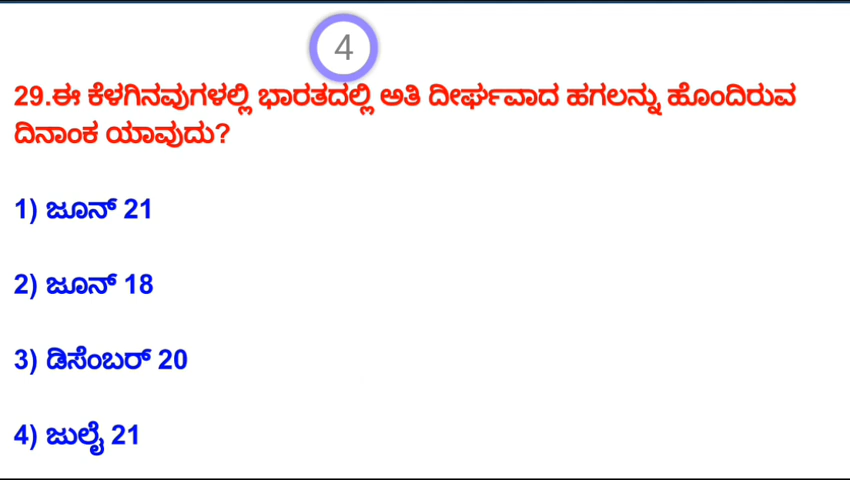 4
29.ಈ ಕೆಳಗಿನವುಗಳಲ್ಲಿ ಭಾರತದಲ್ಲಿ ಅತಿ ದೀರ್ಘವಾದ ಹಗಲನ್ನು ಹೊಂದಿರುವ
ದಿನಾಂಕ ಯಾವುದು?
1) ಜೂನ್ 21
2) ಜೂನ್ 18
3) ಡಿಸೆಂಬರ್ 20
4) ಜುಲೈ 21